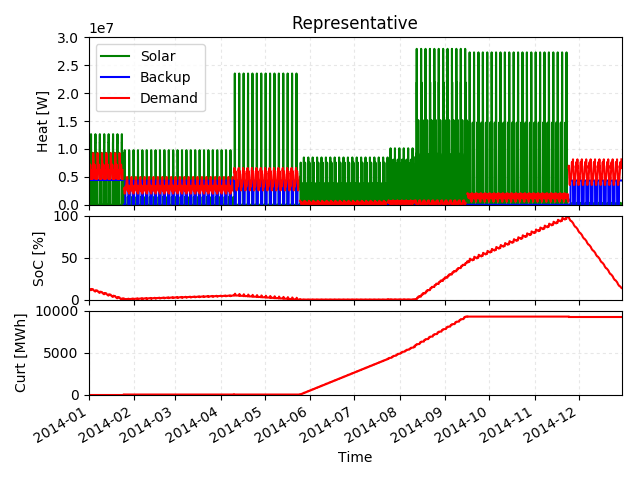 Representative
1e7
3.0
2.5
2.0
1.5
1.0
0.5
0.0
Heat [W]
Solar
Backup
Demand
100
50
0
SoC [%]
10000
5000
0
Curt [MWh]
2014-01
2014-02
2014-03
2014-04
2014-05
2014-06
2014-07
2014-08
2014-09
2014-10
2014-11
2014-12
Time